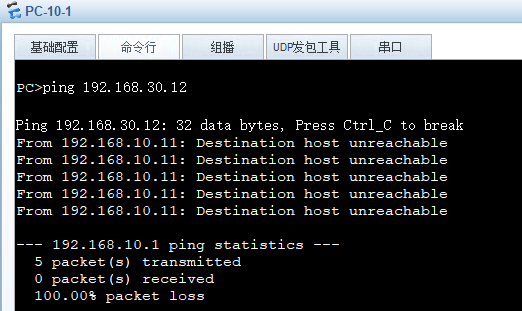 PC-10-1
基础配置 命令行 组播 UDP发包工具 串口
PC>ping 192.168.30.12
Ping 192.168.30.12: 32 data bytes, Press Ctrl_C to break
From 192.168.10.11: Destination host unreachable
From 192.168.10.11: Destination host unreachable
From 192.168.10.11: Destination host unreachable
From 192.168.10.11: Destination host unreachable
From 192.168.10.11: Destination host unreachable
--- 192.168.10.1 ping statistics ---
5 packet(s) transmitted
0 packet(s) received
100.00% packet loss